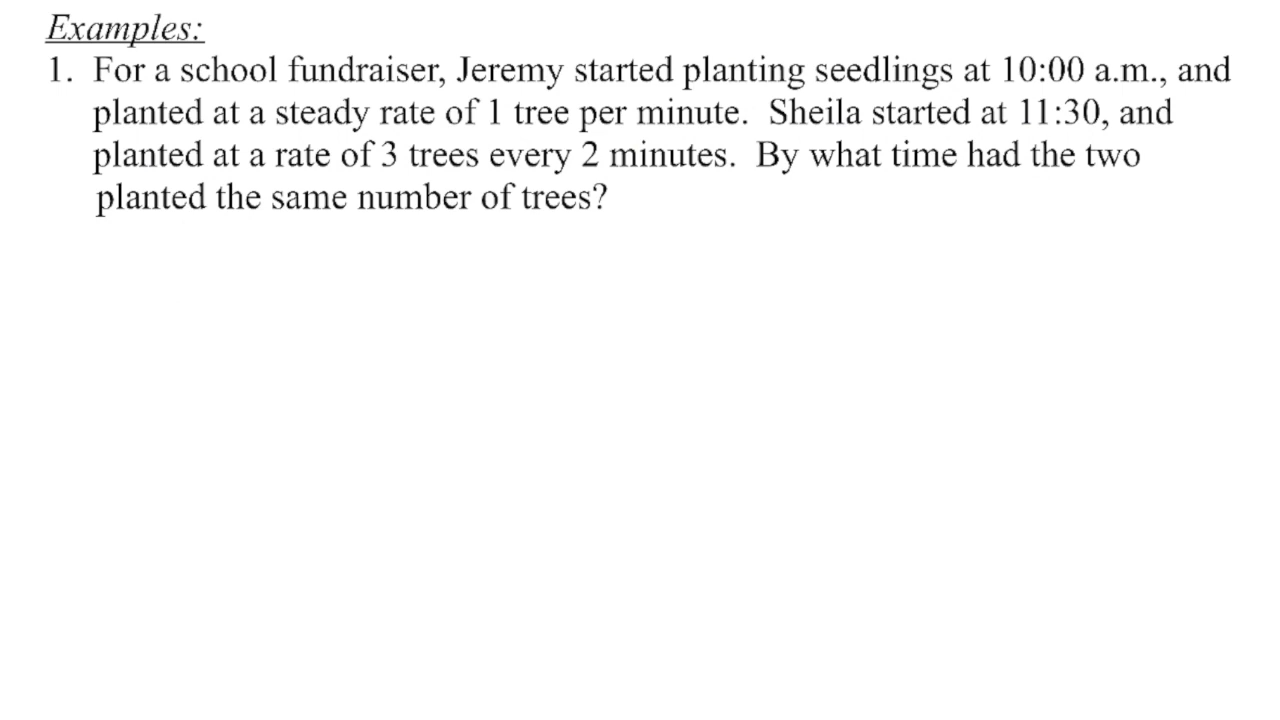 Examples:
1. For a school fundraiser, Jeremy started planting seedlings at 10:00 a.m., and
planted at a steady rate of 1 tree per minute. Sheila started at 11:30, and
planted at a rate of 3 trees every 2 minutes. By what time had the two
planted the same number of trees?